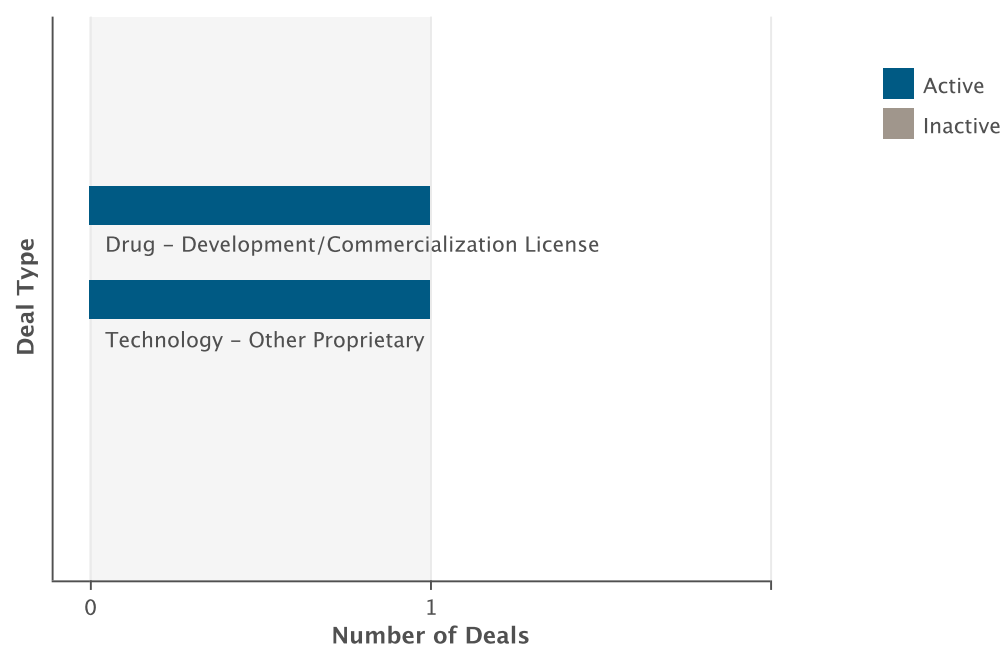 Active
Inactive
Deal Type
Drug – Development/Commercialization License
Technology – Other Proprietary
0
1
Number of Deals